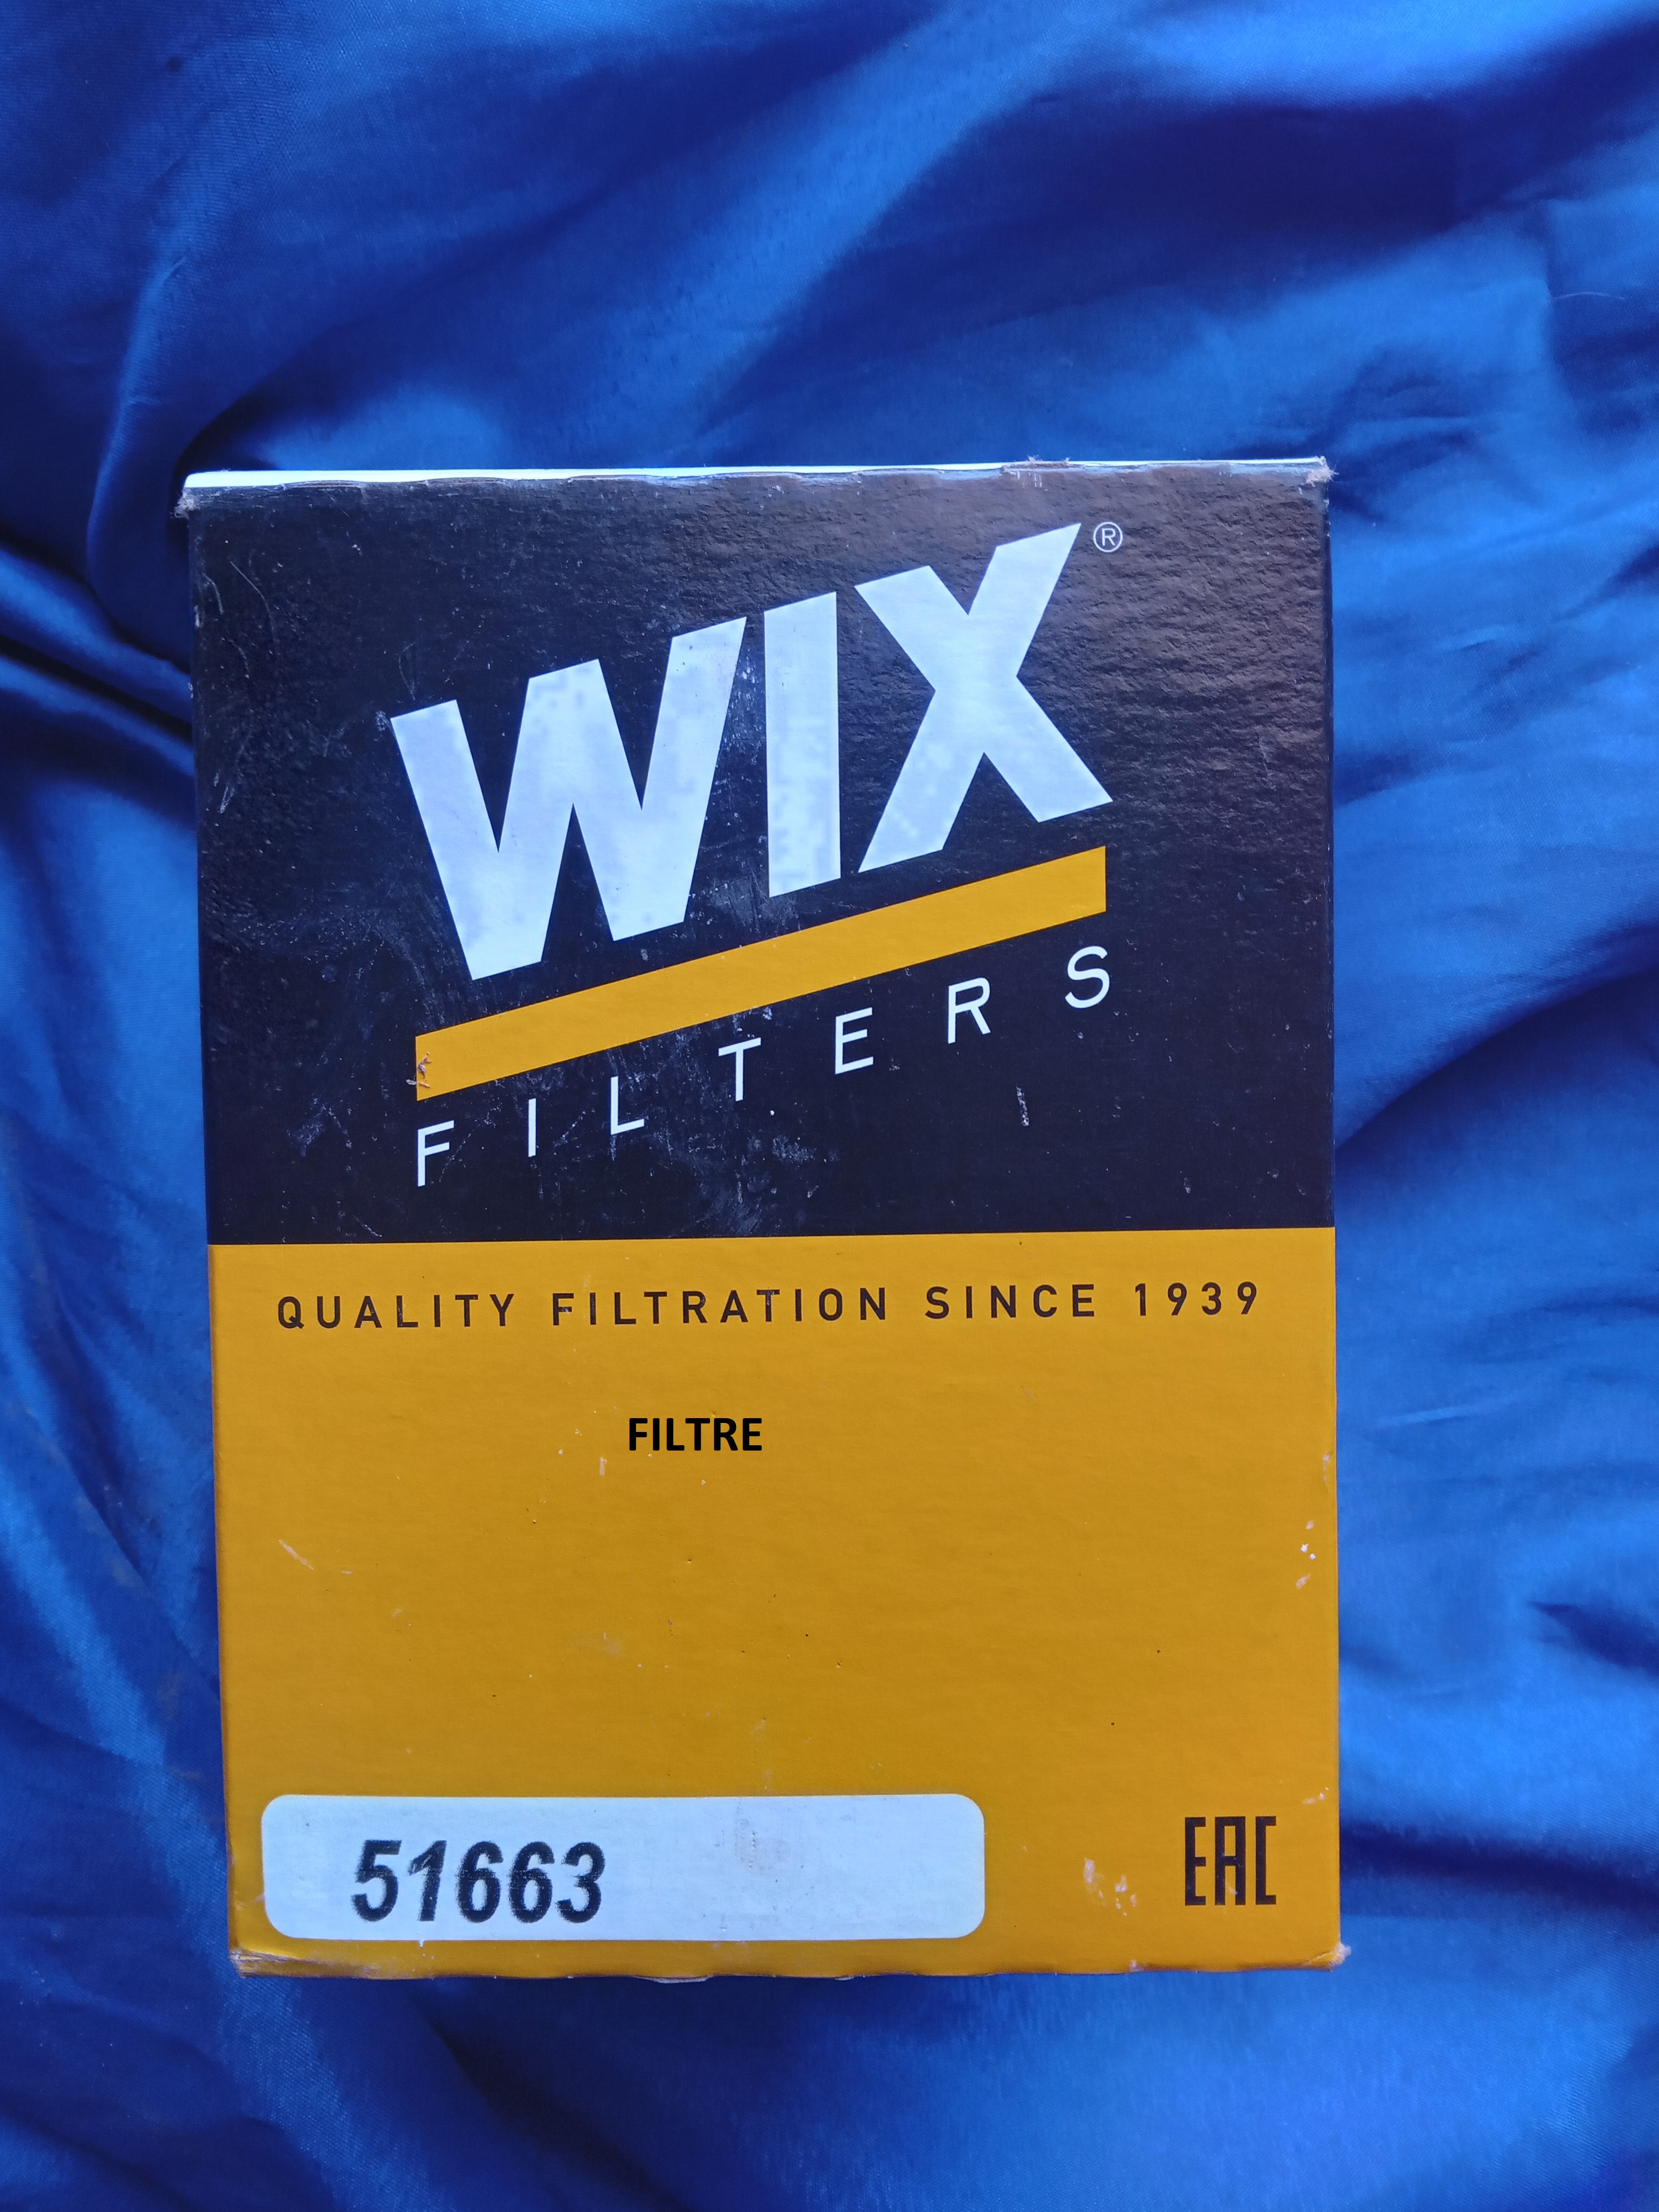 WIX®
FILTERS
QUALITY FILTRATION SINCE 1939
FILTRE
51663
EAC